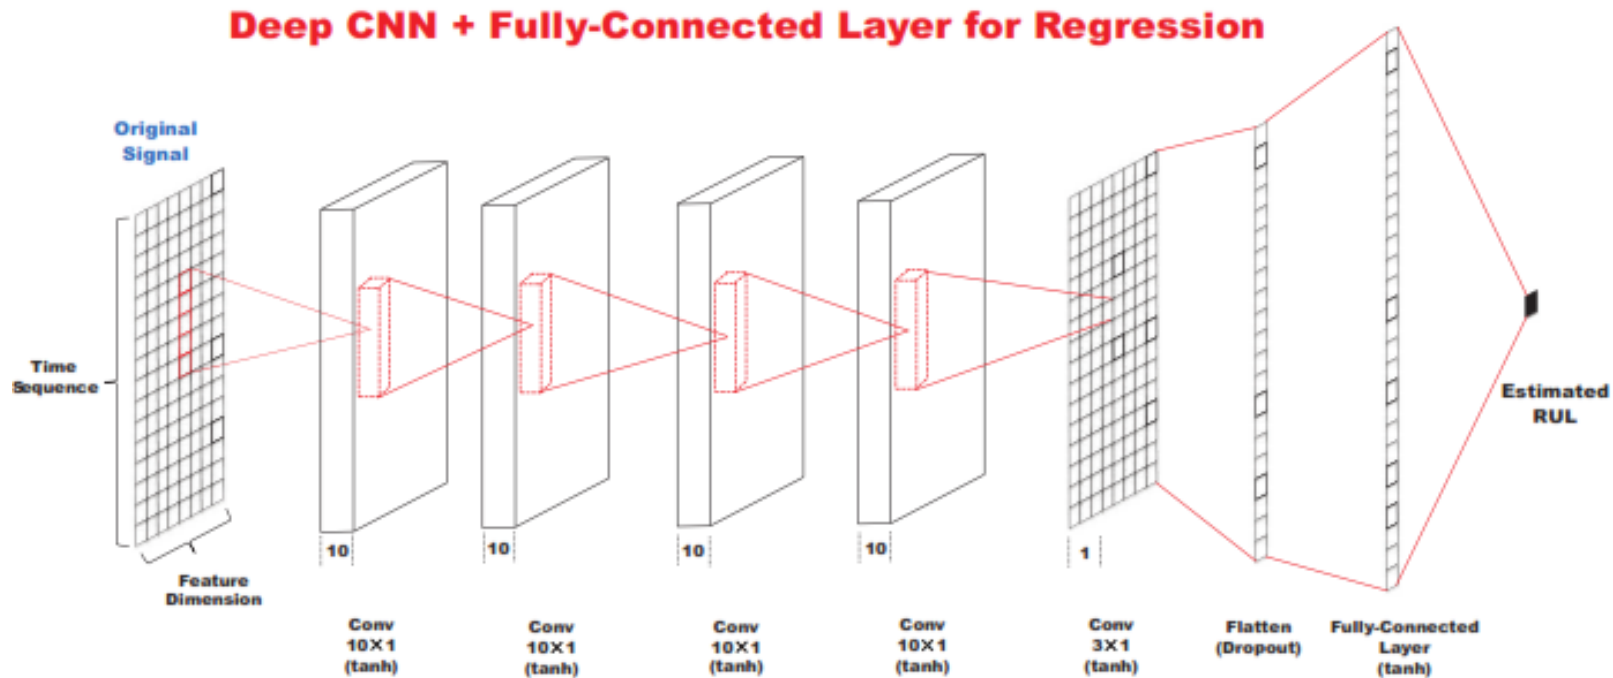 Deep CNN + Fully-Connected Layer for Regression
Original
Signal
Time
Sequence
Feature
Dimension
10
10
10
10
1
Conv
10×1
(tanh)
Conv
10×1
(tanh)
Conv
10×1
(tanh)
Conv
10×1
(tanh)
Conv
3×1
(tanh)
Flatten
(Dropout)
Fully-Connected
Layer
(tanh)
Estimated
RUL